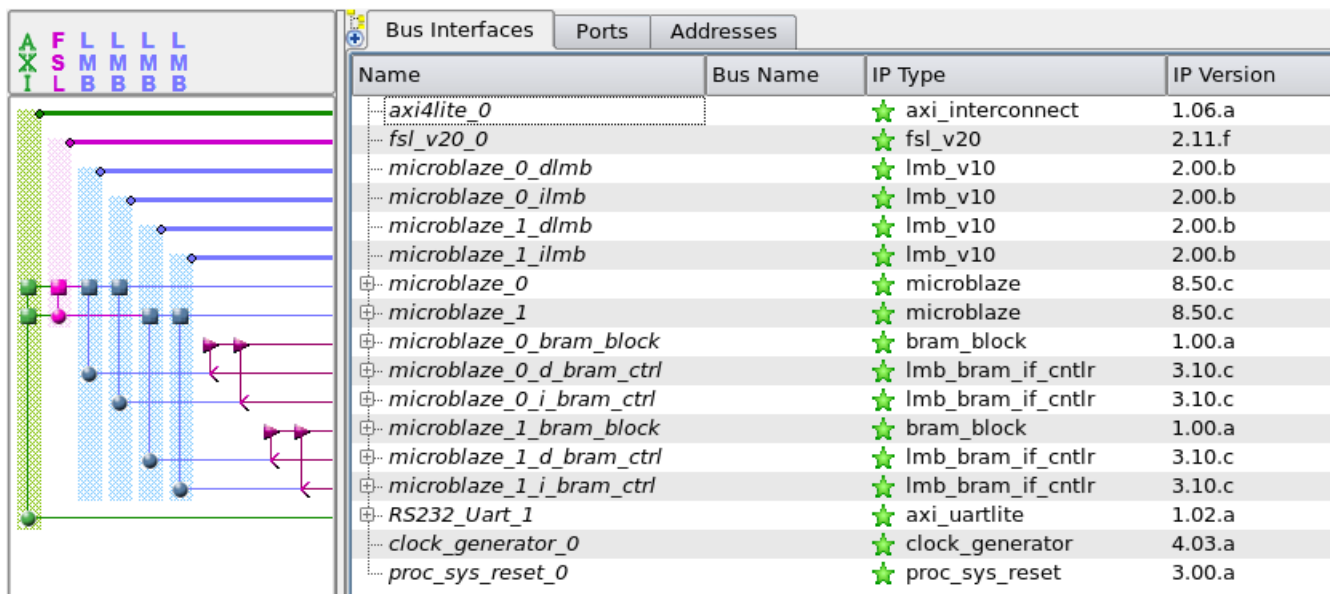 A F L L L L
X S M M M M
I L B B B B
Bus Interfaces Ports Addresses
Name Bus Name IP Type IP Version
axi4lite_0 axi_interconnect 1.06.a
fsl_v20_0 fsl_v20 2.11.f
microblaze_0_dlmb lmb_v10 2.00.b
microblaze_0_ilmb lmb_v10 2.00.b
microblaze_1_dlmb lmb_v10 2.00.b
microblaze_1_ilmb lmb_v10 2.00.b
microblaze_0 microblaze 8.50.c
microblaze_1 microblaze 8.50.c
microblaze_0_bram_block bram_block 1.00.a
microblaze_0_d_bram_ctrl lmb_bram_if_cntlr 3.10.c
microblaze_0_i_bram_ctrl lmb_bram_if_cntlr 3.10.c
microblaze_1_bram_block bram_block 1.00.a
microblaze_1_d_bram_ctrl lmb_bram_if_cntlr 3.10.c
microblaze_1_i_bram_ctrl lmb_bram_if_cntlr 3.10.c
RS232_Uart_1 axi_uartlite 1.02.a
clock_generator_0 clock_generator 4.03.a
proc_sys_reset_0 proc_sys_reset 3.00.a